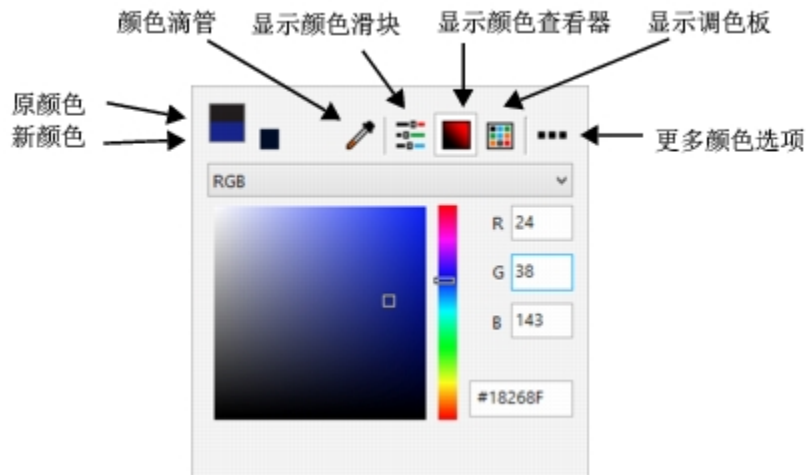 颜色滴管 显示颜色滑块 显示颜色查看器 显示调色板
原颜色
新颜色
更多颜色选项
RGB
R 24
G 38
B 143
#18268F